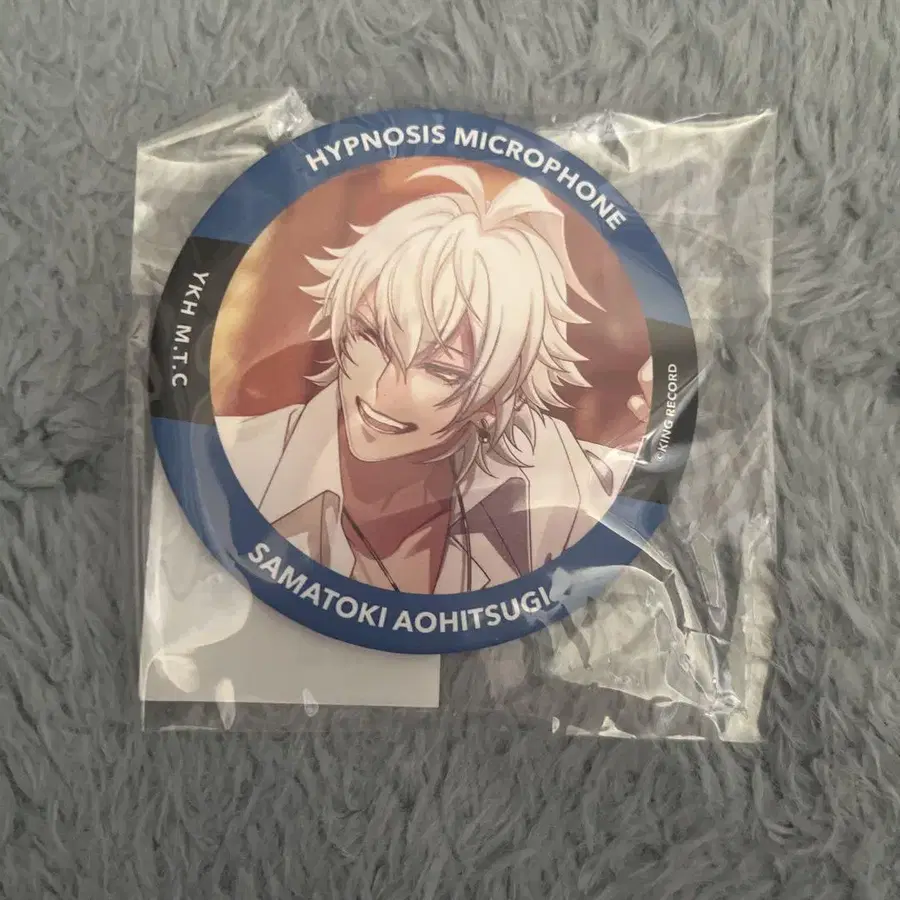 HYPNOSIS MICROPHONE
YKH M.T.C
©KING RECORD
SAMATOKI AOHITSUGI